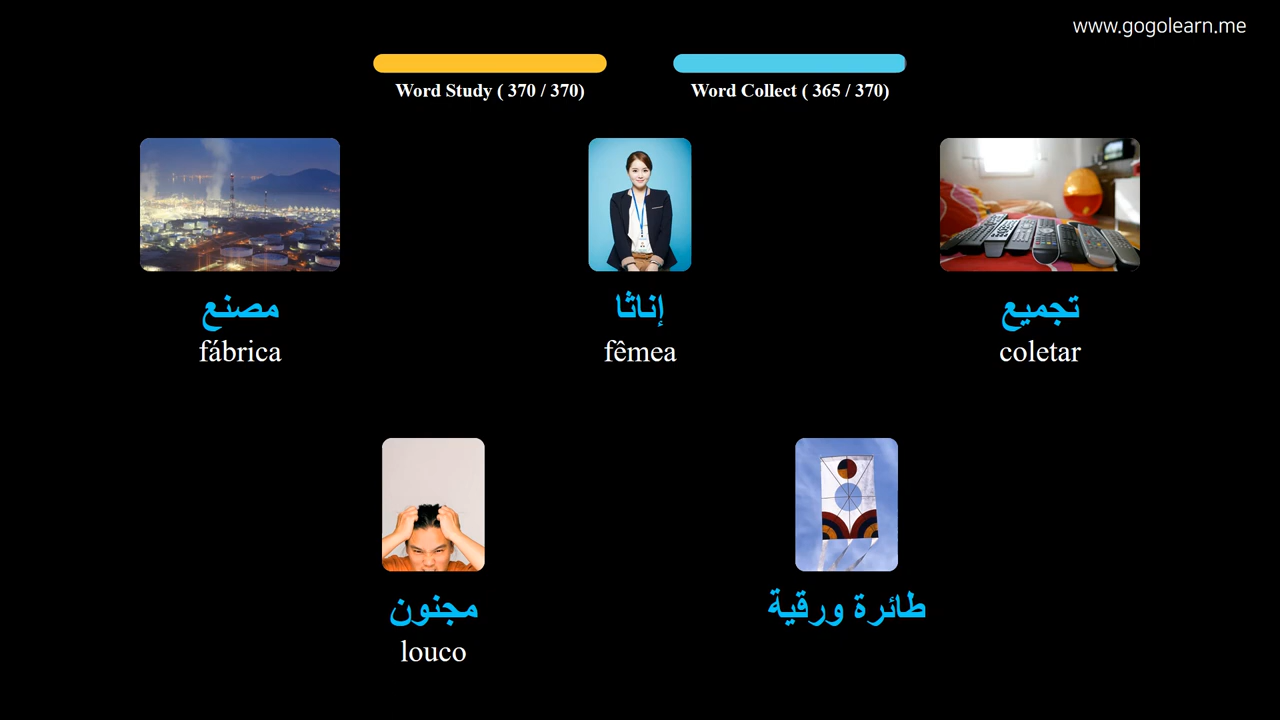 www.gogolearn.me
Word Study ( 370 / 370)
Word Collect ( 365 / 370)
مصنع
fábrica
إناثا
fêmea
تجميع
coletar
مجنون
louco
طائرة ورقية